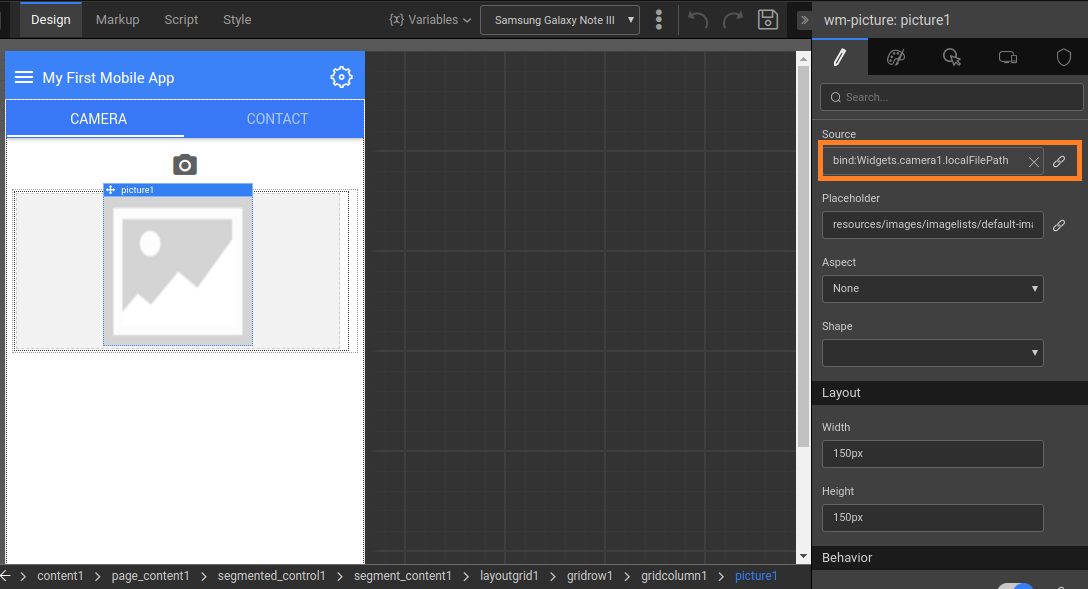 Design Markup Script Style {x} Variables Samsung Galaxy Note III
wm-picture: picture1
Search...
My First Mobile App
CAMERA CONTACT
picture1
Source
bind:Widgets.camera1.localFilePath
Placeholder
resources/images/imagelists/default-ima
Aspect
None
Shape
Layout
Width
150px
Height
150px
Behavior
content1 > page_content1 > segmented_control1 > segment_content1 > layoutgrid1 > gridrow1 > gridcolumn1 > picture1